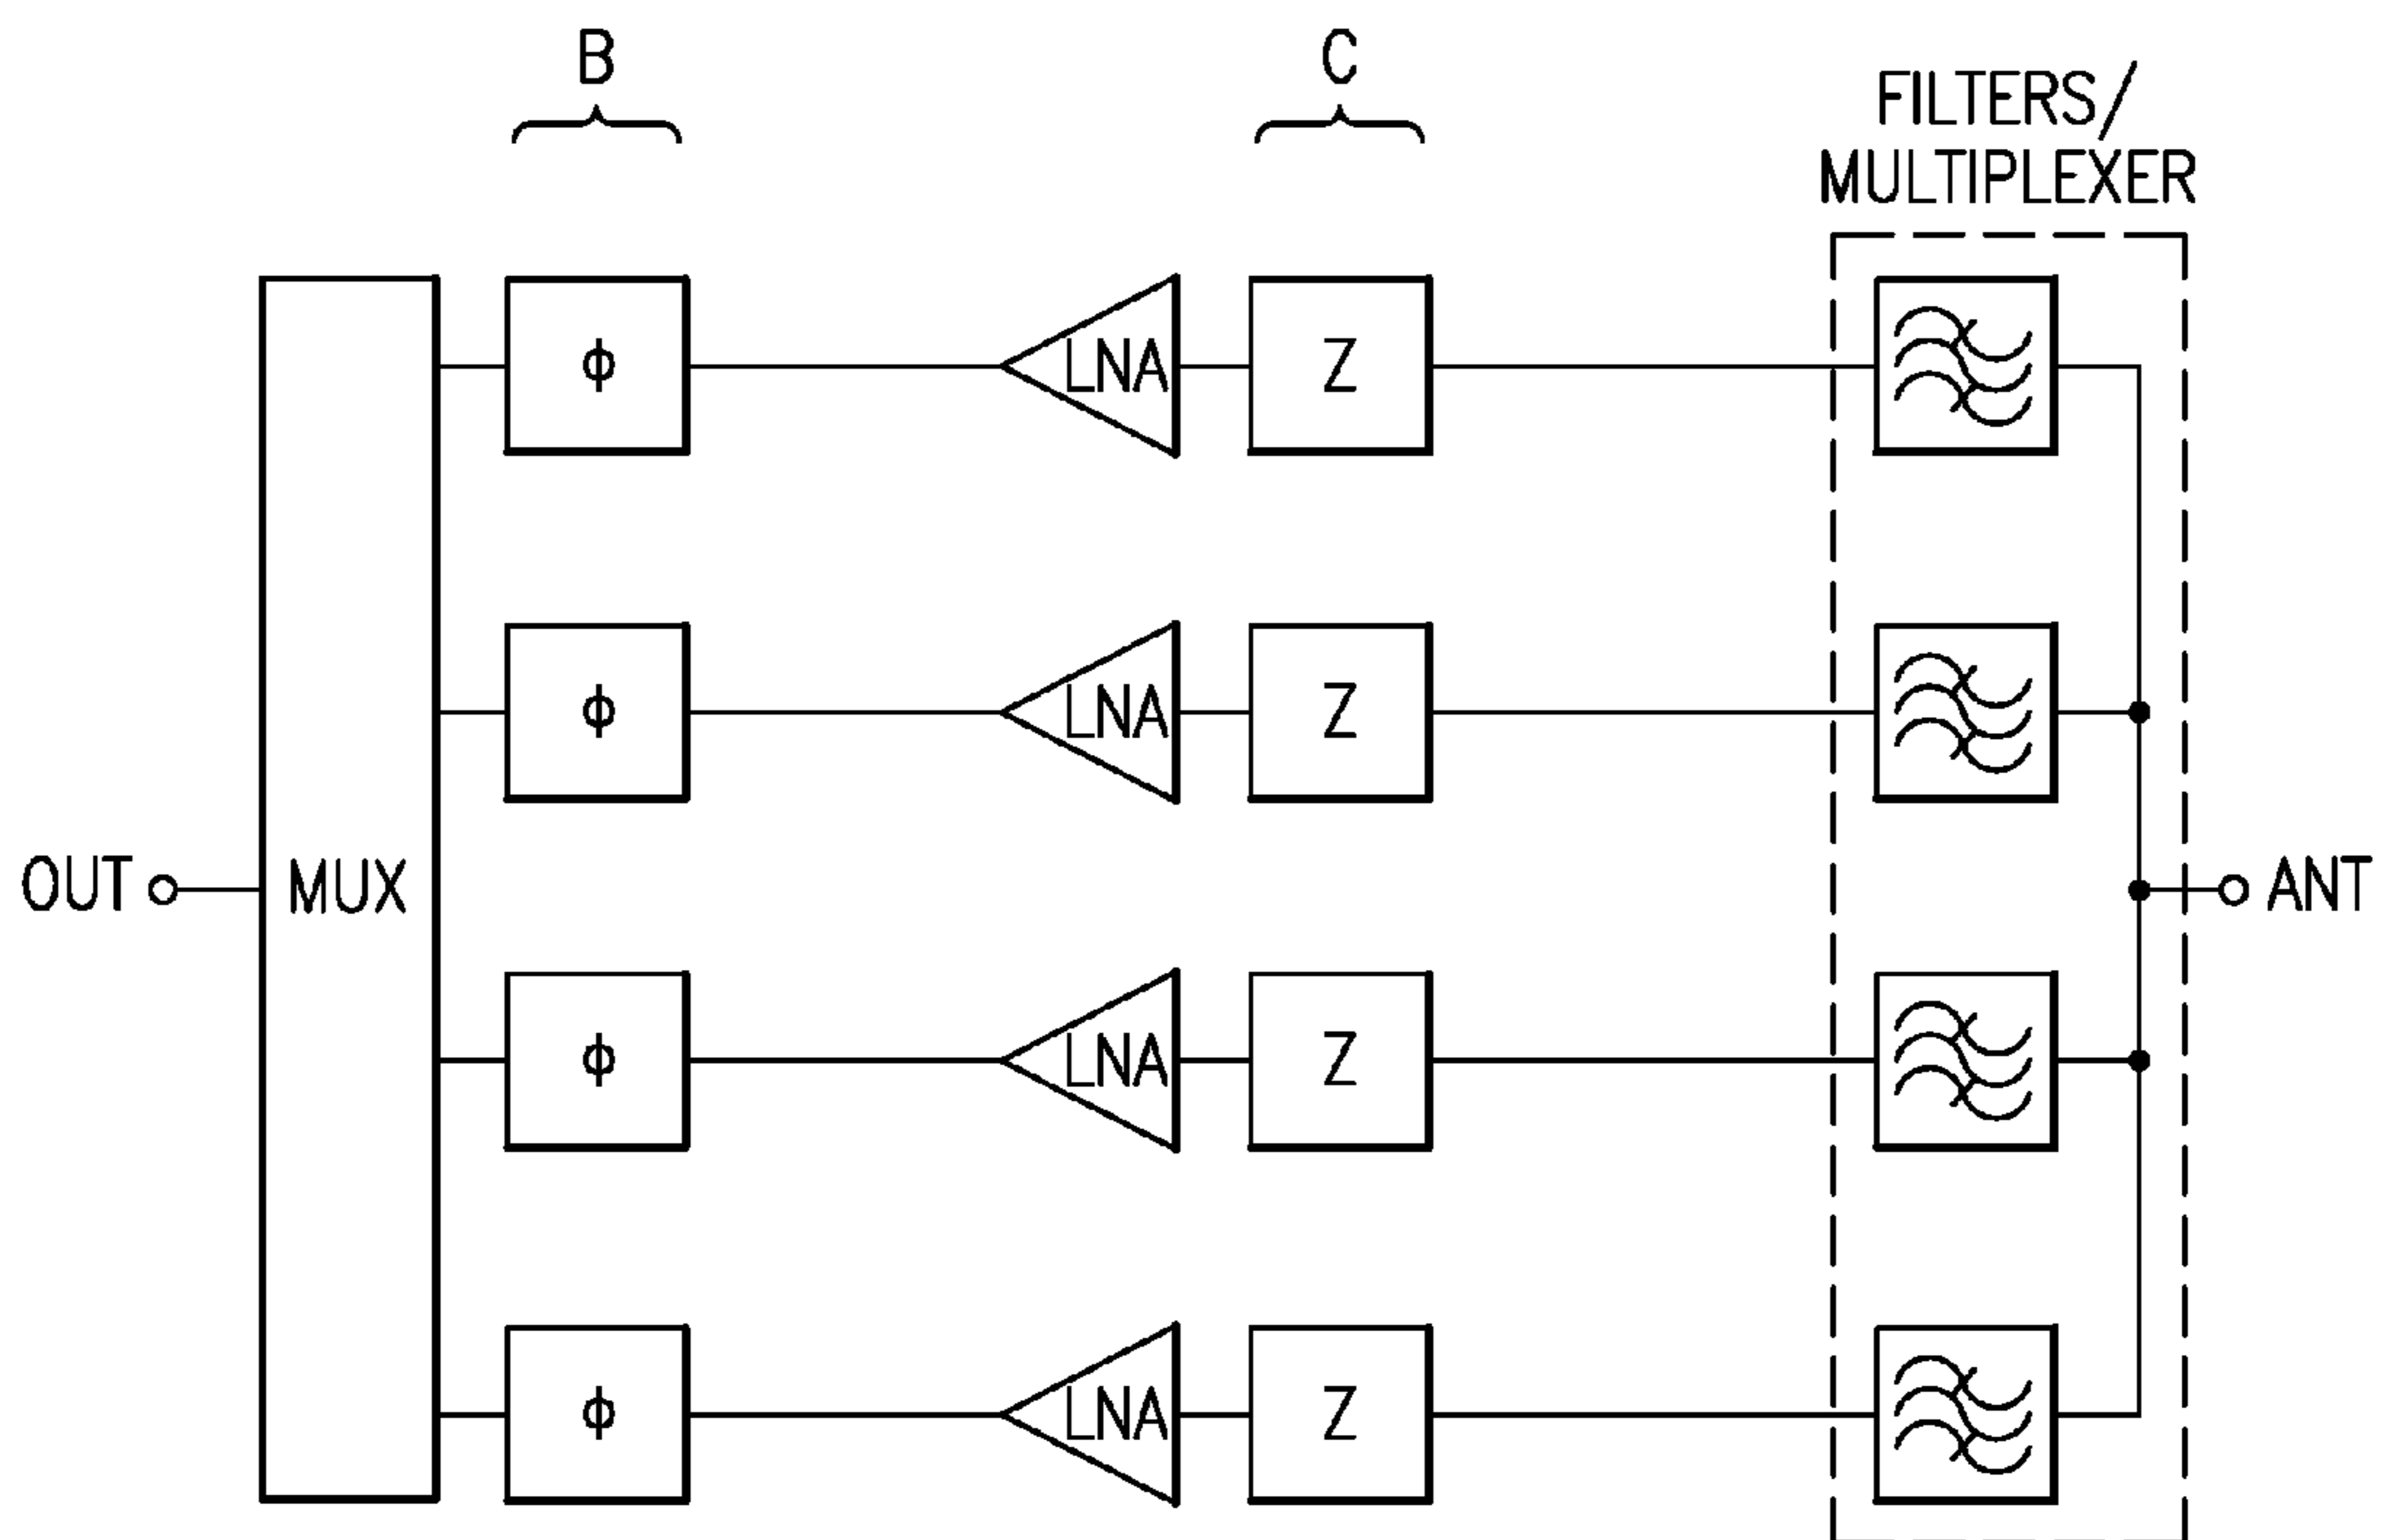 B
C
FILTERS/
MULTIPLEXER
ϕ
LNA
Z
ϕ
LNA
Z
OUT
MUX
ANT
ϕ
LNA
Z
ϕ
LNA
Z